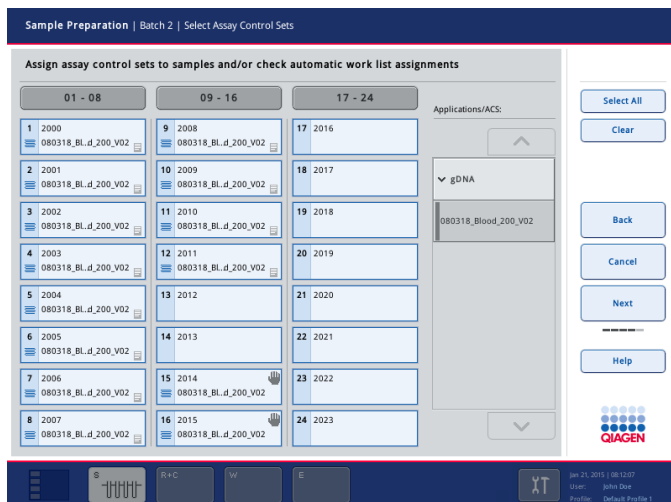 Sample Preparation | Batch 2 | Select Assay Control Sets
Assign assay control sets to samples and/or check automatic work list assignments
01 - 08
09 - 16
17 - 24
Applications/ACS:
Select All
Clear
1 2000
080318_Bl..d_200_V02
9 2008
080318_Bl..d_200_V02
17 2016
2 2001
080318_Bl..d_200_V02
10 2009
080318_Bl..d_200_V02
18 2017
gDNA
3 2002
080318_Bl..d_200_V02
11 2010
080318_Bl..d_200_V02
19 2018
080318_Blood_200_V02
Back
4 2003
080318_Bl..d_200_V02
12 2011
080318_Bl..d_200_V02
20 2019
Cancel
5 2004
080318_Bl..d_200_V02
13 2012
21 2020
Next
6 2005
080318_Bl..d_200_V02
14 2013
22 2021
Help
7 2006
080318_Bl..d_200_V02
15 2014
080318_Bl..d_200_V02
23 2022
8 2007
080318_Bl..d_200_V02
16 2015
080318_Bl..d_200_V02
24 2023
QIAGEN
S
R+C
W
E
Jan 21, 2015 | 08:12:07
User: John Doe
Profile: Default Profile 1